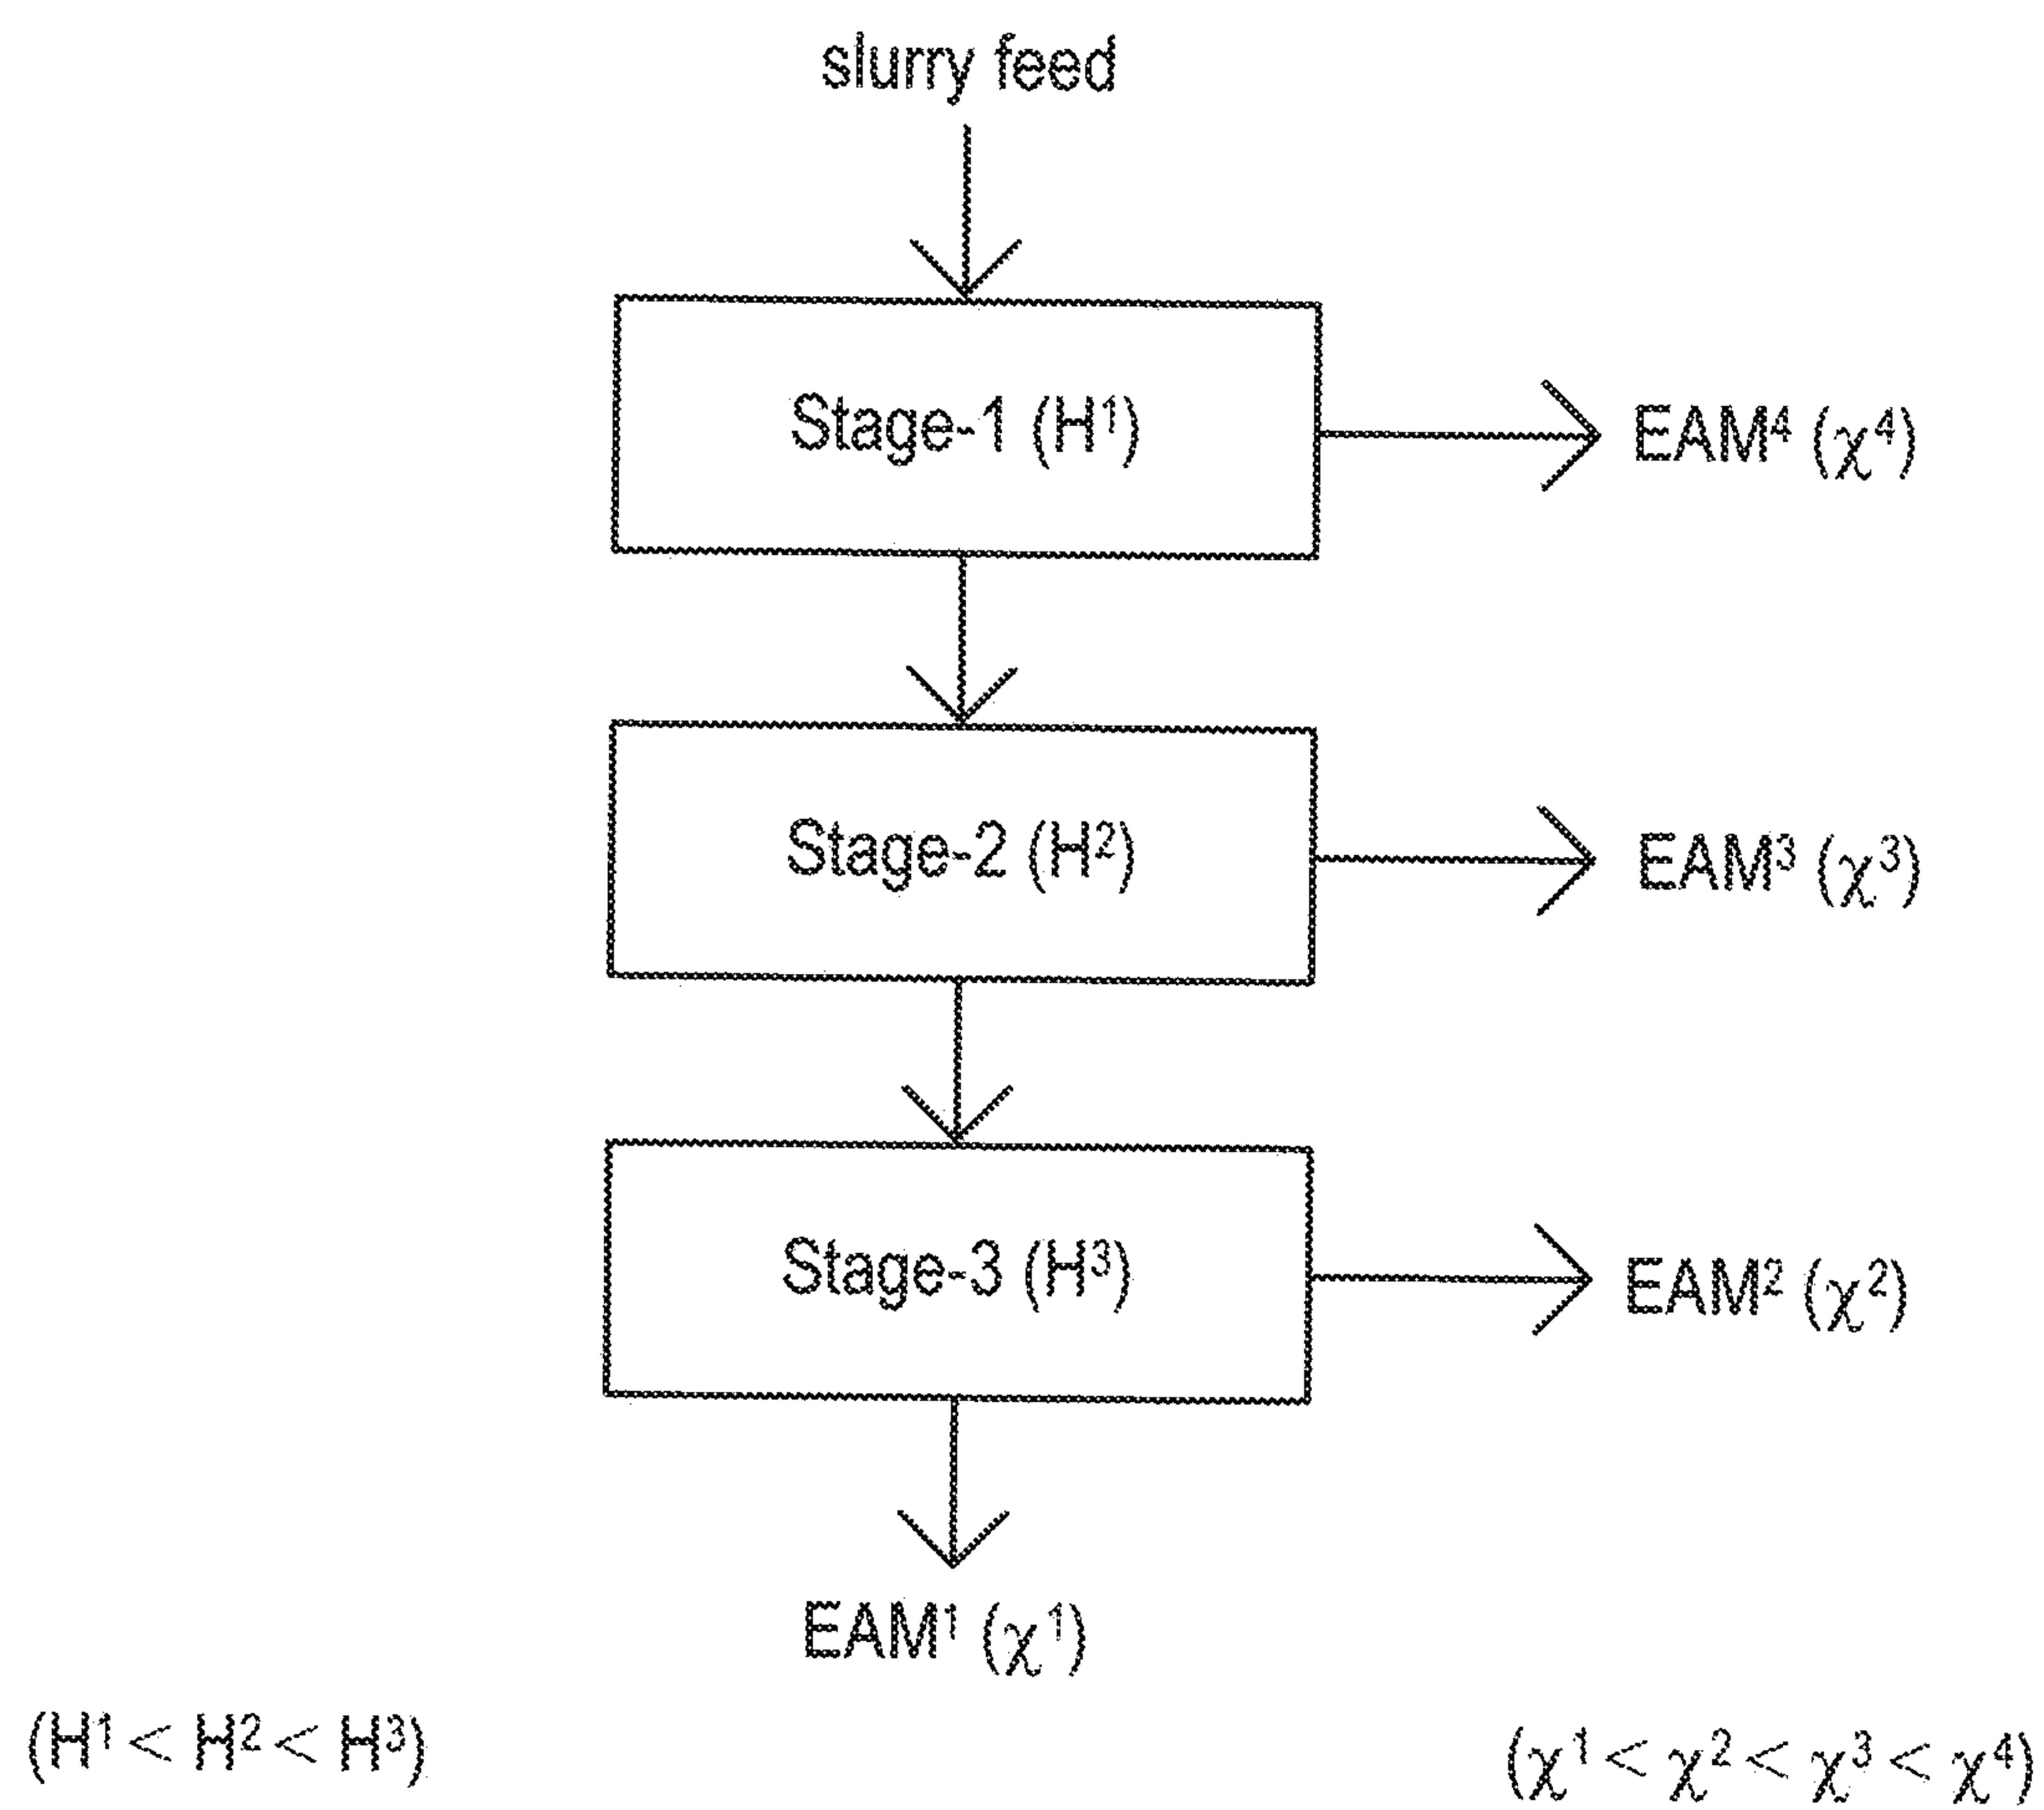 slurry feed
Stage-1 (H¹)
EAM⁴ (χ⁴)
Stage-2 (H²)
EAM³ (χ³)
Stage-3 (H³)
EAM² (χ²)
EAM¹ (χ¹)
(H¹ < H² < H³)
(χ¹ < χ² < χ³ < χ⁴)